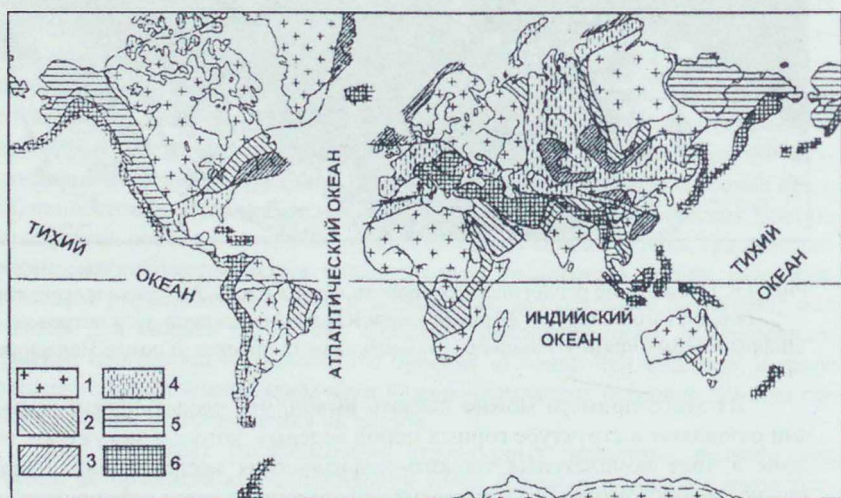 АТЛАНТИЧЕСКИЙ ОКЕАН
ТИХИЙ
ОКЕАН
ТИХИЙ
ОКЕАН
ИНДИЙСКИЙ
ОКЕАН
1
2
3
4
5
6